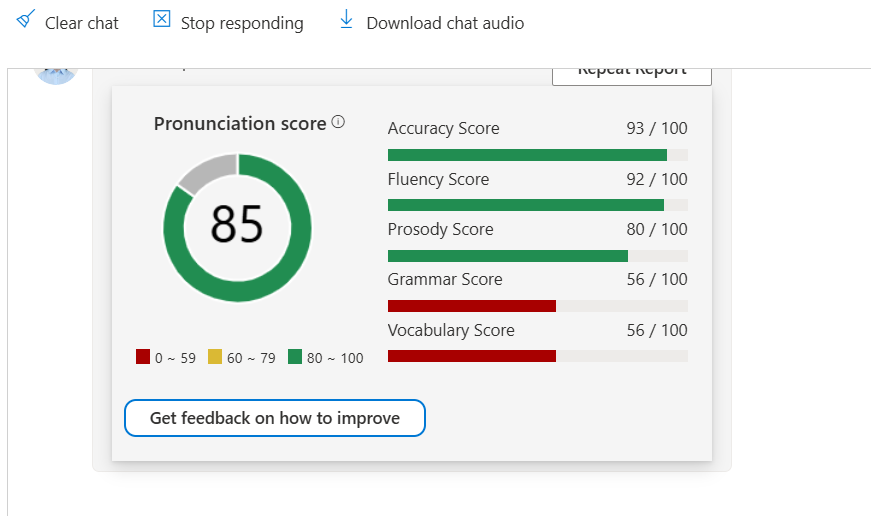 Clear chat
Stop responding
Download chat audio
Repeat Report
Pronunciation score
85
0 ~ 59
60 ~ 79
80 ~ 100
Accuracy Score 93 / 100
Fluency Score 92 / 100
Prosody Score 80 / 100
Grammar Score 56 / 100
Vocabulary Score 56 / 100
Get feedback on how to improve